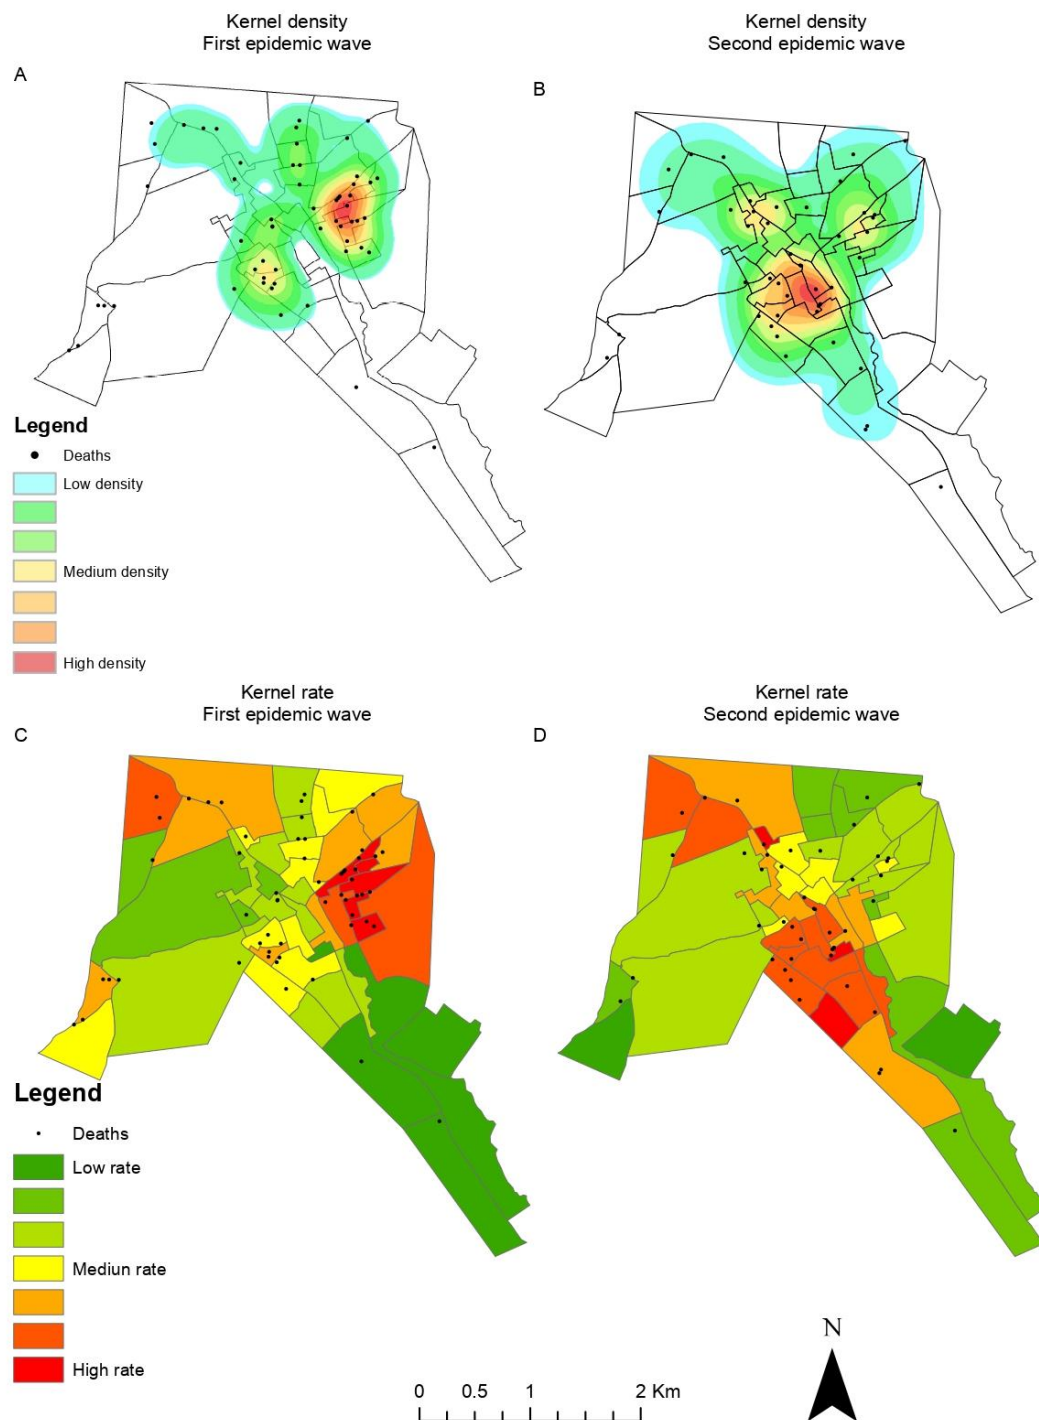 Kernel density
First epidemic wave
Kernel density
Second epidemic wave
A
B
Legend
Deaths
Low density
Medium density
High density
Kernel rate
First epidemic wave
Kernel rate
Second epidemic wave
C
D
Legend
Deaths
Low rate
Mediun rate
High rate
N
0 0.5 1 2 Km